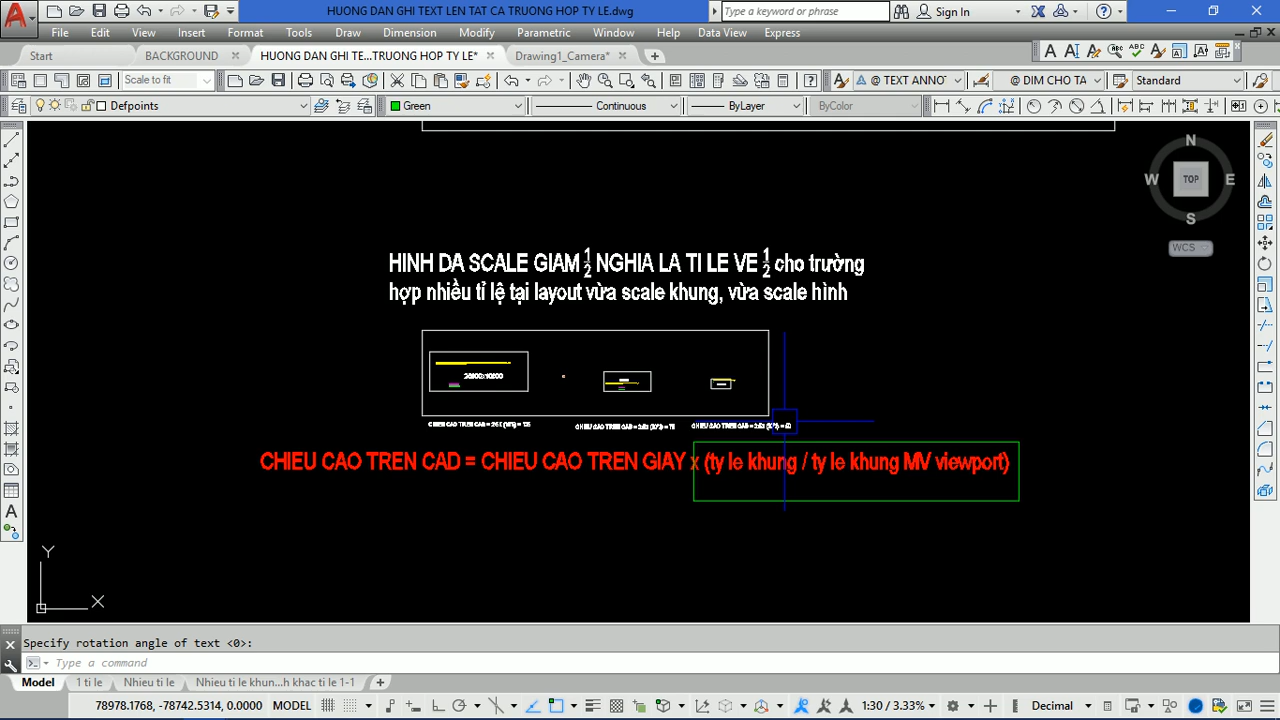 HUONG DAN GHI TEXT LEN TAT CA TRUONG HOP TY LE.dwg
Type a keyword or phrase
Sign In
File Edit View Insert Format Tools Draw Dimension Modify Parametric Window Help Data View Express
Start
BACKGROUND
HUONG DAN GHI TE...TRUONG HOP TY LE*
Drawing1_Camera*
Scale to fit
@ TEXT ANNOT
@ DIM CHO TA
Standard
Defpoints
Green
Continuous
ByLayer
ByColor
N
W
TOP
E
S
WCS
HINH DA SCALE GIAM 1/2 NGHIA LA TI LE VE 1/2 cho trường
hợp nhiều tỉ lệ tại layout vừa scale khung, vừa scale hình
CHIEU CAO TREN CAD = CHIEU CAO TREN GIAY x (ty le khung / ty le khung MV viewport)
Y
X
Specify rotation angle of text <0>:
Type a command
Model
1 ti le
Nhieu ti le
Nhieu ti le khun...h khac ti le 1-1
78978.1768, -78742.5314, 0.0000
MODEL
1:30 / 3.33%
Decimal